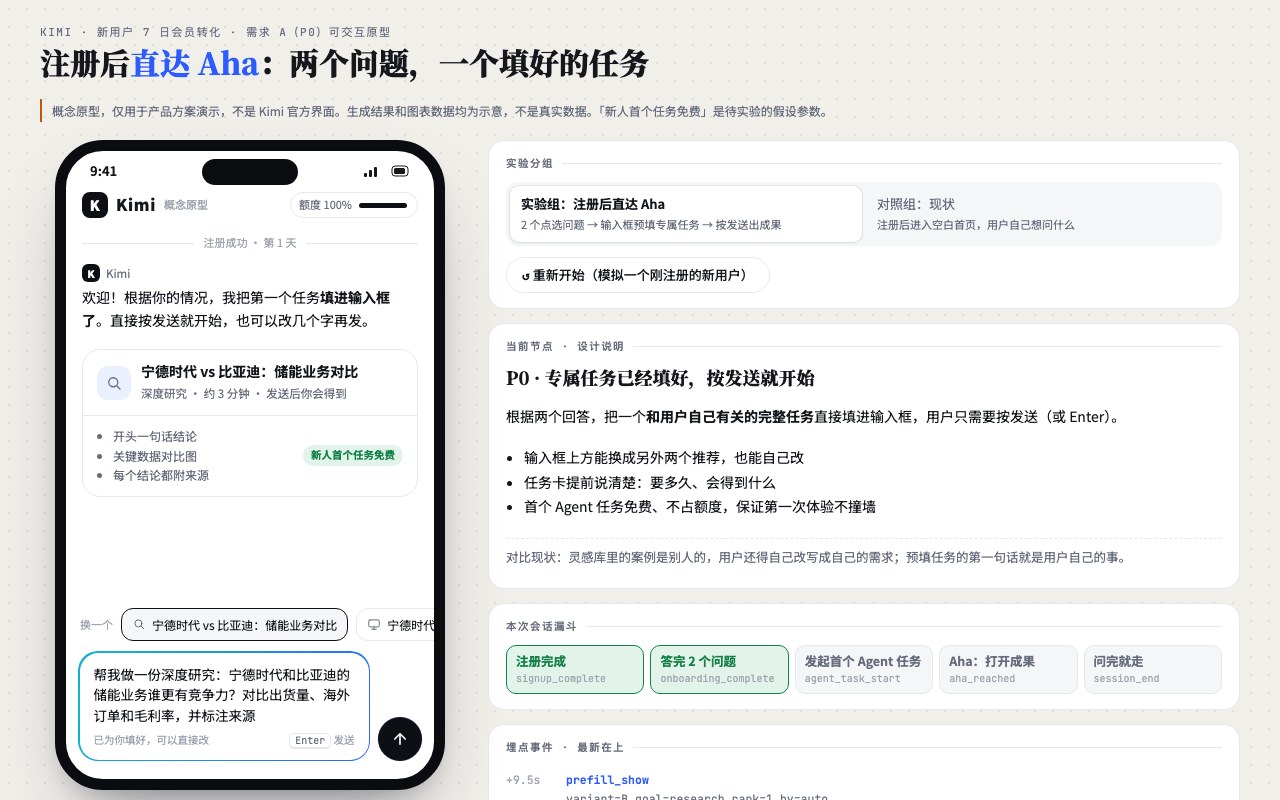 KIMI · 新用户 7 日会员转化 · 需求 A（P0）可交互原型
注册后直达 Aha：两个问题，一个填好的任务
概念原型，仅用于产品方案演示，不是 Kimi 官方界面。生成结果和图表数据均为示意，不是真实数据。「新人首个任务免费」是待实验的假设参数。
9:41
K Kimi 概念原型
额度 100%
注册成功 · 第 1 天
K Kimi
欢迎！根据你的情况，我把第一个任务填进输入框
了。直接按发送就开始，也可以改几个字再发。
宁德时代 vs 比亚迪：储能业务对比
深度研究 · 约 3 分钟 · 发送后你会得到
开头一句话结论
关键数据对比图
每个结论都附来源
新人首个任务免费
换一个
宁德时代 vs 比亚迪：储能业务对比
宁德时代
帮我做一份深度研究：宁德时代和比亚迪的
储能业务谁更有竞争力？对比出货量、海外
订单和毛利率，并标注来源
已为你填好，可以直接改
Enter 发送
实验分组
实验组：注册后直达 Aha
2 个点选问题 → 输入框预填专属任务 → 按发送出成果
对照组：现状
注册后进入空白首页，用户自己想问什么
↺ 重新开始（模拟一个刚注册的新用户）
当前节点 · 设计说明
P0 · 专属任务已经填好，按发送就开始
根据两个回答，把一个和用户自己有关的完整任务直接填进输入框，用户只需要按发送（或 Enter）。
输入框上方能换成另外两个推荐，也能自己改
任务卡提前说清楚：要多久、会得到什么
首个 Agent 任务免费、不占额度，保证第一次体验不撞墙
对比现状：灵感库里的案例是别人的，用户还得自己改写成自己的需求；预填任务的第一句话就是用户自己的事。
本次会话漏斗
注册完成
signup_complete
答完 2 个问题
onboarding_complete
发起首个 Agent 任务
agent_task_start
Aha：打开成果
aha_reached
问完就走
session_end
埋点事件 · 最新在上
+9.5s prefill_show
variant=B goal=research rank=1 by=auto